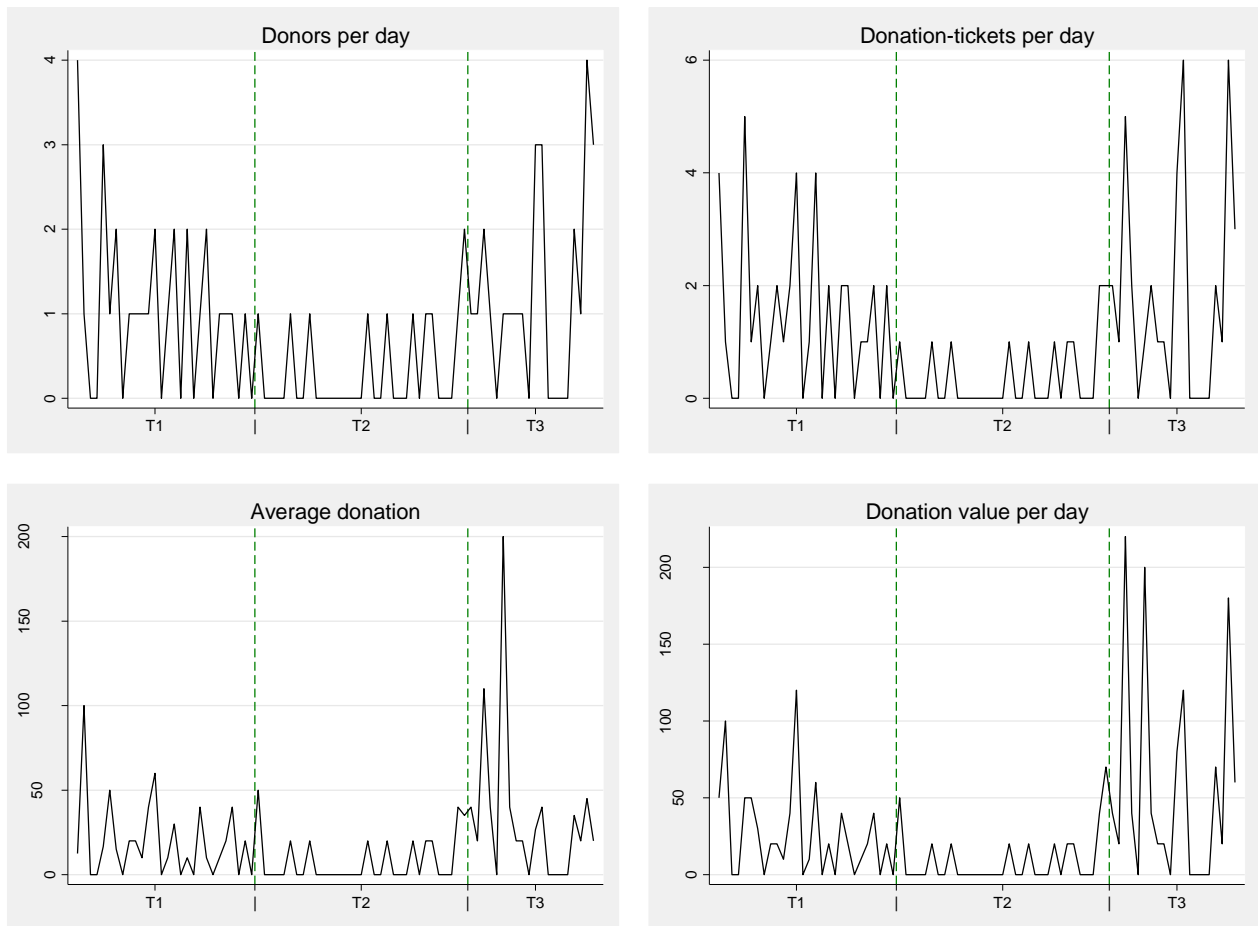 Donors per day
4
3
2
1
0
T1 | T2 | T3
Donation-tickets per day
6
4
2
0
T1 | T2 | T3
Average donation
200
150
100
50
0
T1 | T2 | T3
Donation value per day
200
150
100
50
0
T1 | T2 | T3